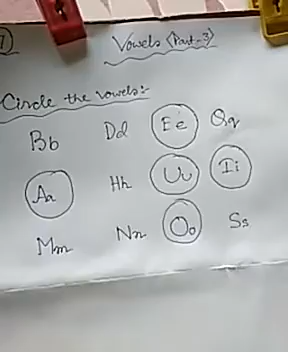 1
Vowels (Part-3)
Circle the vowels:-
Bb Dd Ee Qq
Aa Hh Uu Ii
Mm Nn Oo Ss